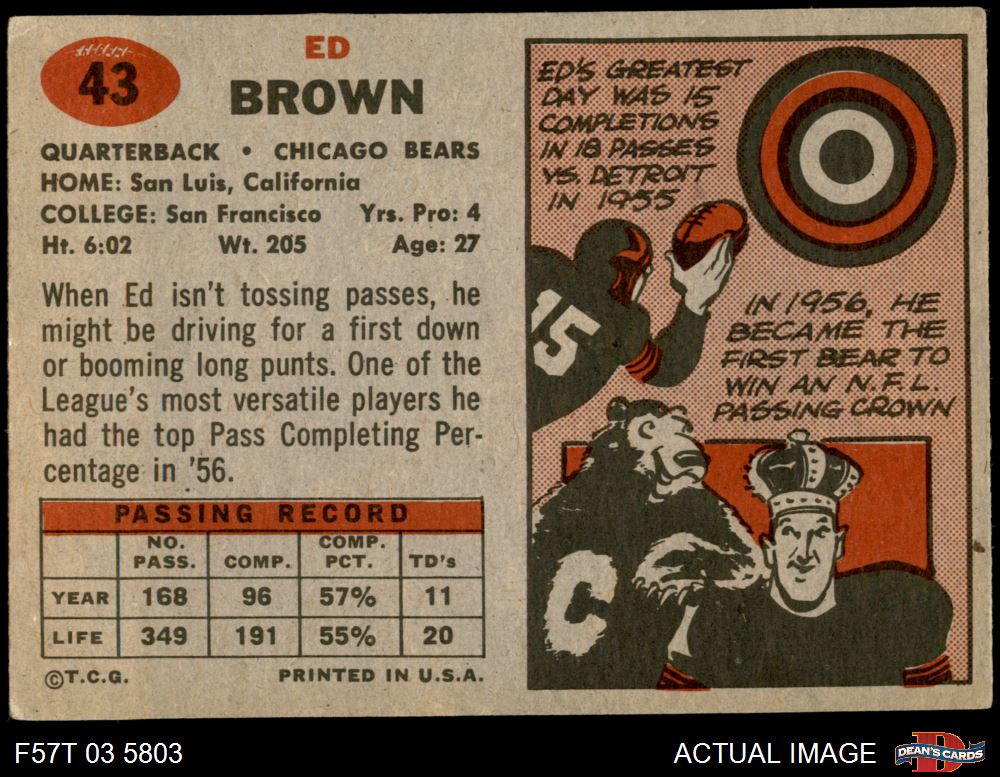 43
ED
BROWN
QUARTERBACK • CHICAGO BEARS
HOME: San Luis, California
COLLEGE: San Francisco Yrs. Pro: 4
Ht. 6:02 Wt. 205 Age: 27
When Ed isn't tossing passes, he
might be driving for a first down
or booming long punts. One of the
League's most versatile players he
had the top Pass Completing Per-
centage in '56.
PASSING RECORD
NO. PASS. COMP. COMP. PCT. TD's
YEAR 168 96 57% 11
LIFE 349 191 55% 20
©T.C.G. PRINTED IN U.S.A.
ED'S GREATEST
DAY WAS 15
COMPLETIONS
IN 18 PASSES
VS. DETROIT
IN 1955
15
IN 1956, HE
BECAME THE
FIRST BEAR TO
WIN AN N.F.L.
PASSING CROWN
C
F57T 03 5803
ACTUAL IMAGE
D
DEAN'S CARDS